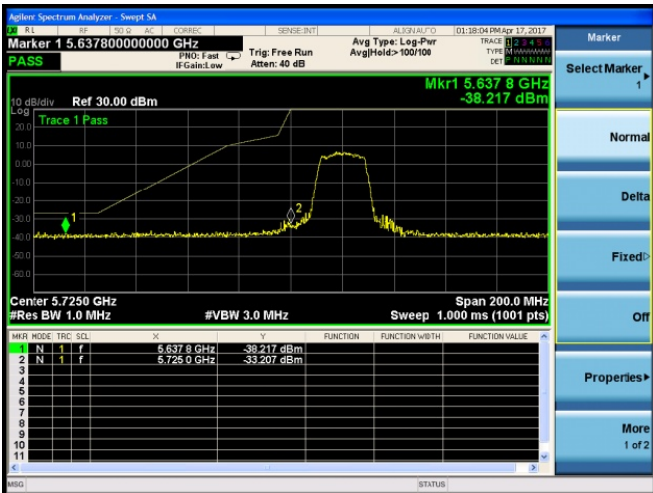 Agilent Spectrum Analyzer - Swept SA
RL RF 50 Ω AC CORREC SENSE:INT ALIGN AUTO 01:18:04 PM Apr 17, 2017
Marker 1 5.637800000000 GHz
PASS
PNO: Fast
IFGain:Low
Trig: Free Run
Atten: 40 dB
Avg Type: Log-Pwr
Avg|Hold:>100/100
TRACE 1 2 3 4 5 6
TYPE
DET P N N N N N
Mkr1 5.637 8 GHz
-38.217 dBm
10 dB/div Ref 30.00 dBm
Log
Trace 1 Pass
20.0
10.0
0.00
-10.0
-20.0
-30.0
-40.0
-50.0
-60.0
1
2
Center 5.7250 GHz Span 200.0 MHz
#Res BW 1.0 MHz #VBW 3.0 MHz Sweep 1.000 ms (1001 pts)
MKR MODE TRC SCL X Y FUNCTION FUNCTION WIDTH FUNCTION VALUE
1 N 1 f 5.637 8 GHz -38.217 dBm
2 N 1 f 5.725 0 GHz -33.207 dBm
3
4
5
6
7
8
9
10
11
MSG STATUS
Marker
Select Marker
1
Normal
Delta
Fixed
Off
Properties
More
1 of 2